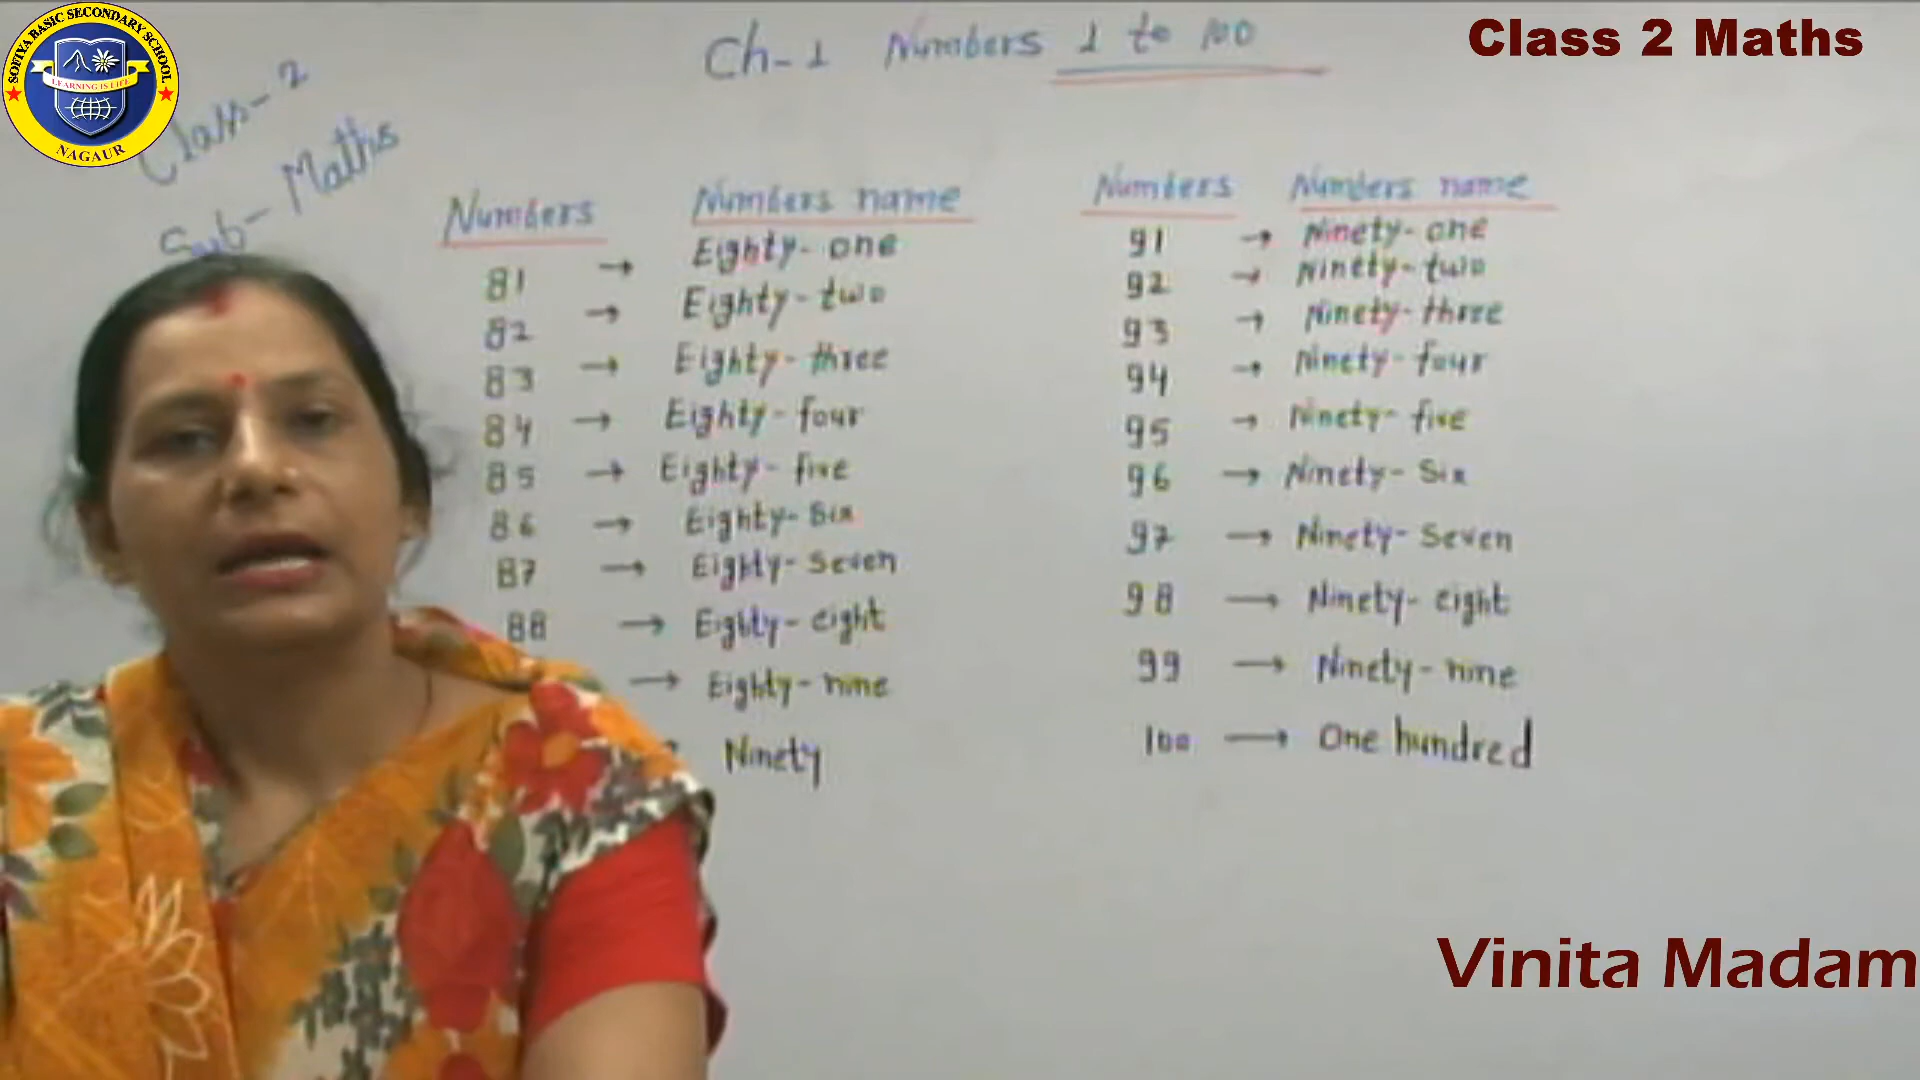 SOFIYA BASIC SECONDARY SCHOOL
LEARNING IS LIFE
NAGAUR
Class 2 Maths
Class-2
Sub-Maths
Ch-1 Numbers 1 to 100
Numbers Numbers name
81 → Eighty-one
82 → Eighty-two
83 → Eighty-three
84 → Eighty-four
85 → Eighty-five
86 → Eighty-Six
87 → Eighty-Seven
88 → Eighty-eight
→ Eighty-nine
Ninety
Numbers Numbers name
91 → Ninety-one
92 → Ninety-two
93 → Ninety-three
94 → Ninety-four
95 → Ninety-five
96 → Ninety-Six
97 → Ninety-Seven
98 → Ninety-eight
99 → Ninety-nine
100 → One hundred
Vinita Madam